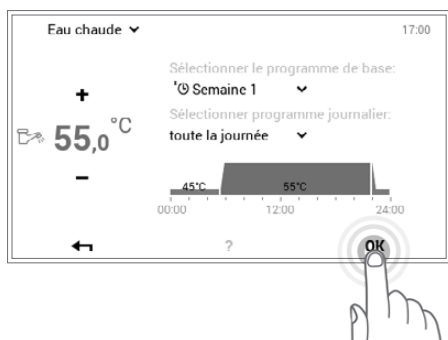 Eau chaude
17:00
Sélectionner le programme de base:
Semaine 1
Sélectionner programme journalier:
toute la journée
+
55,0°C
−
45°C 55°C
00:00 12:00 24:00
? OK